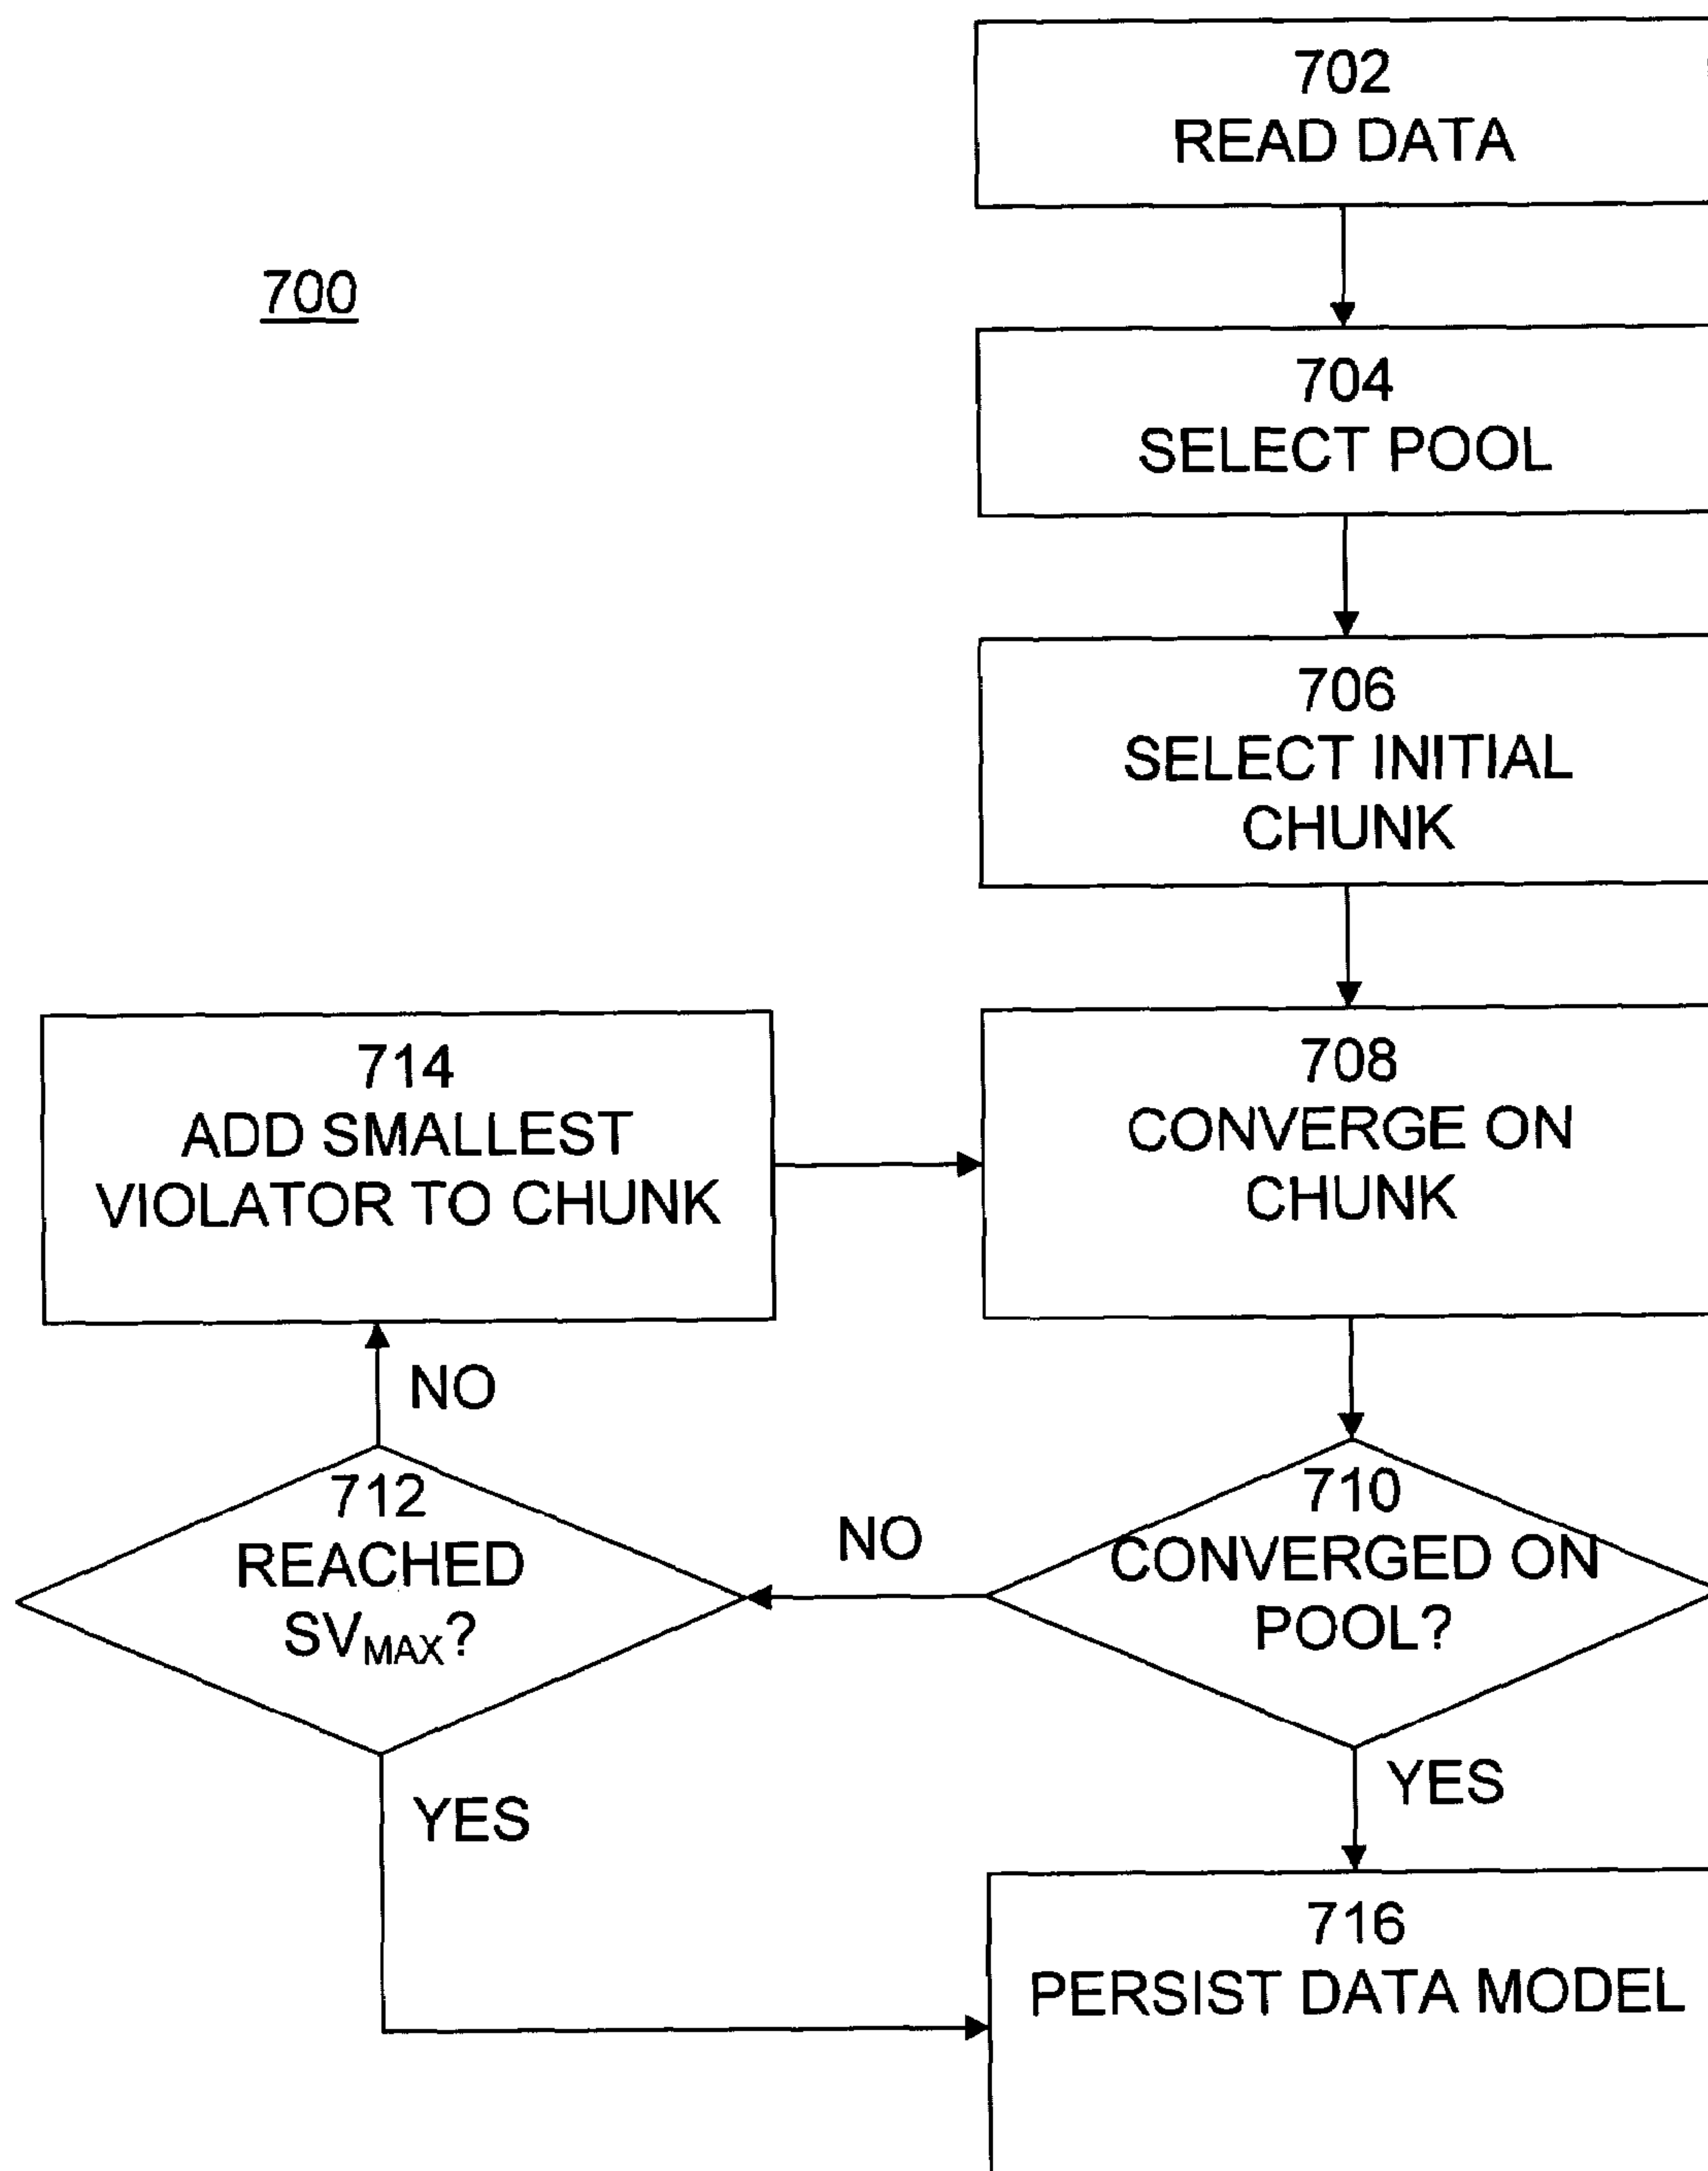 702
READ DATA
700
704
SELECT POOL
706
SELECT INITIAL
CHUNK
714
ADD SMALLEST
VIOLATOR TO CHUNK
708
CONVERGE ON
CHUNK
NO
712
REACHED
SV_MAX?
NO
710
CONVERGED ON
POOL?
YES
YES
716
PERSIST DATA MODEL